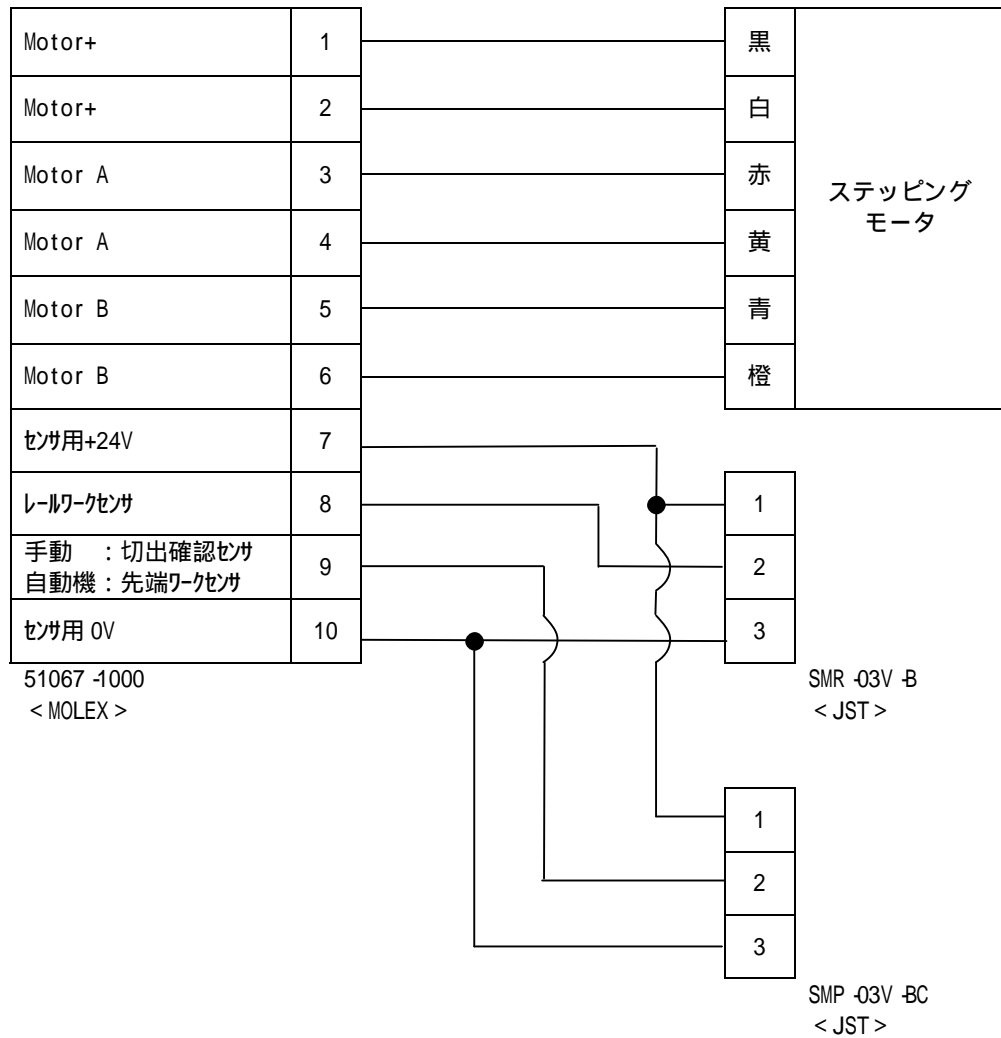 Motor+ 1 黒
Motor+ 2 白
Motor A 3 赤
ステッピング
モータ
Motor A 4 黄
Motor B 5 青
Motor B 6 橙
ｾﾝｻ用+24V 7
ﾚｰﾙﾜｰｸｾﾝｻ 8
手動　：切出確認ｾﾝｻ
自動機：先端ﾜｰｸｾﾝｻ
9
ｾﾝｻ用 0V 10
51067-1000
＜MOLEX＞
1
2
3
SMR-03V-B
＜JST＞
1
2
3
SMP-03V-BC
＜JST＞